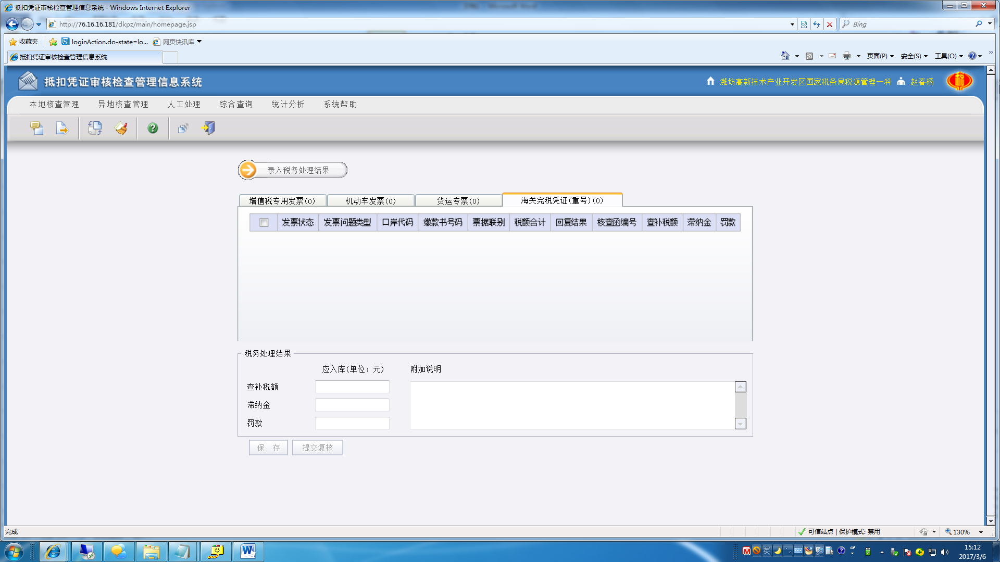 抵扣凭证审核检查管理信息系统 - Windows Internet Explorer
http://76.16.16.181/dkpz/main/homepage.jsp
Bing
收藏夹
loginAction.do-state=lo...
网页快讯库
抵扣凭证审核检查管理信息系统
页面(P)
安全(S)
工具(O)
抵扣凭证审核检查管理信息系统
潍坊高新技术产业开发区国家税务局税源管理一科
赵春杨
本地核查管理
异地核查管理
人工处理
综合查询
统计分析
系统帮助
录入税务处理结果
增值税专用发票(0)
机动车发票(0)
货运专票(0)
海关完税凭证(重号)(0)
发票状态
发票问题类型
口岸代码
缴款书号码
票据联别
税额合计
回复结果
核查函编号
查补税额
滞纳金
罚款
税务处理结果
应入库(单位：元)
附加说明
查补税额
滞纳金
罚款
保 存
提交复核
完成
可信站点 | 保护模式: 禁用
130%
英
15:12
2017/3/6